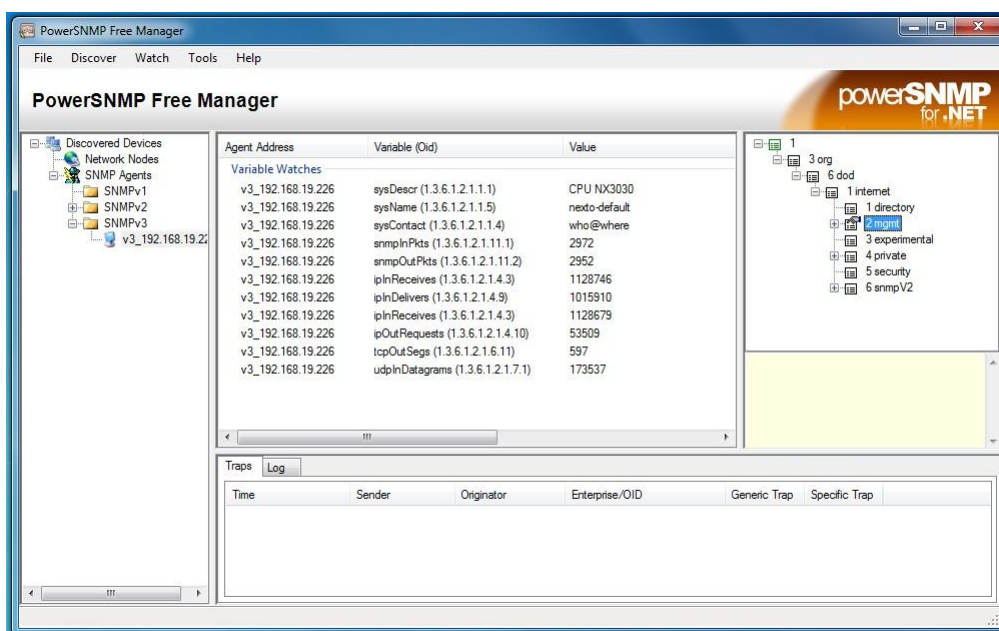 PowerSNMP Free Manager
File Discover Watch Tools Help
PowerSNMP Free Manager
powerSNMP
for .NET
Discovered Devices
Network Nodes
SNMP Agents
SNMPv1
SNMPv2
SNMPv3
v3_192.168.19.22
Agent Address Variable (Oid) Value
Variable Watches
v3_192.168.19.226 sysDescr (1.3.6.1.2.1.1.1) CPU NX3030
v3_192.168.19.226 sysName (1.3.6.1.2.1.1.5) nexto-default
v3_192.168.19.226 sysContact (1.3.6.1.2.1.1.4) who@where
v3_192.168.19.226 snmpInPkts (1.3.6.1.2.1.11.1) 2972
v3_192.168.19.226 snmpOutPkts (1.3.6.1.2.1.11.2) 2952
v3_192.168.19.226 ipInReceives (1.3.6.1.2.1.4.3) 1128746
v3_192.168.19.226 ipInDelivers (1.3.6.1.2.1.4.9) 1015910
v3_192.168.19.226 ipInReceives (1.3.6.1.2.1.4.3) 1128679
v3_192.168.19.226 ipOutRequests (1.3.6.1.2.1.4.10) 53509
v3_192.168.19.226 tcpOutSegs (1.3.6.1.2.1.6.11) 597
v3_192.168.19.226 udpInDatagrams (1.3.6.1.2.1.7.1) 173537
1
3 org
6 dod
1 internet
1 directory
2 mgmt
3 experimental
4 private
5 security
6 snmpV2
Traps Log
Time Sender Originator Enterprise/OID Generic Trap Specific Trap